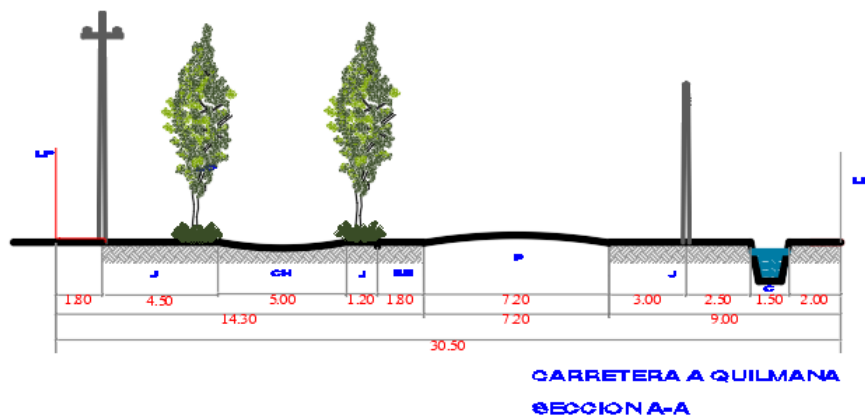 LP
J CH J BB P J
C
1.80 4.50 5.00 1.20 1.80 7.20 3.00 2.50 1.50 2.00
14.30 7.20 9.00
30.50
CARRETERA A QUILMANA
SECCION A-A